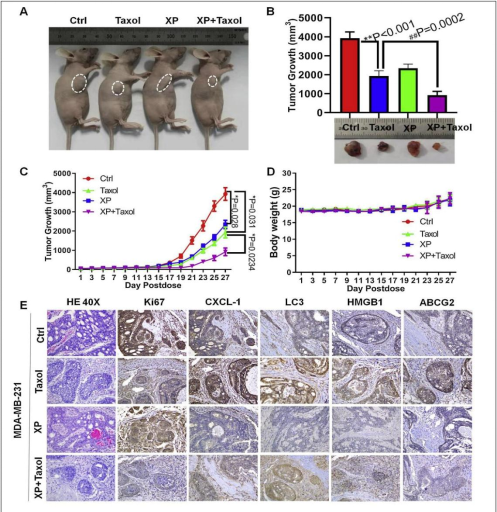 A
Ctrl Taxol XP XP+Taxol
B
Tumor Growth (mm³)
5000
4000
3000
2000
1000
0
**P<0.001
##P=0.0002
Ctrl Taxol XP XP+Taxol
C
Tumor Growth (mm³)
5000
4000
3000
2000
1000
0
Ctrl
Taxol
XP
XP+Taxol
*P=0.028
*P=0.031
*P=0.0234
1 3 5 7 9 11 13 15 17 19 21 23 25 27
Day Postdose
D
Body weight (g)
30
25
20
15
10
5
0
Ctrl
Taxol
XP
XP+Taxol
1 3 5 7 9 11 13 15 17 19 21 23 25 27
Day Postdose
E
HE 40X Ki67 CXCL-1 LC3 HMGB1 ABCG2
MDA-MB-231
Ctrl
Taxol
XP
XP+Taxol